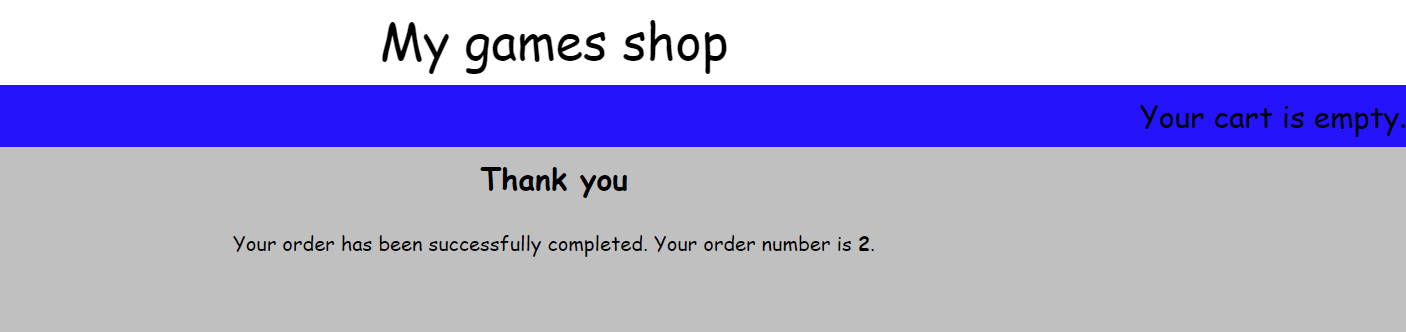 My games shop
Your cart is empty.
Thank you
Your order has been successfully completed. Your order number is 2.